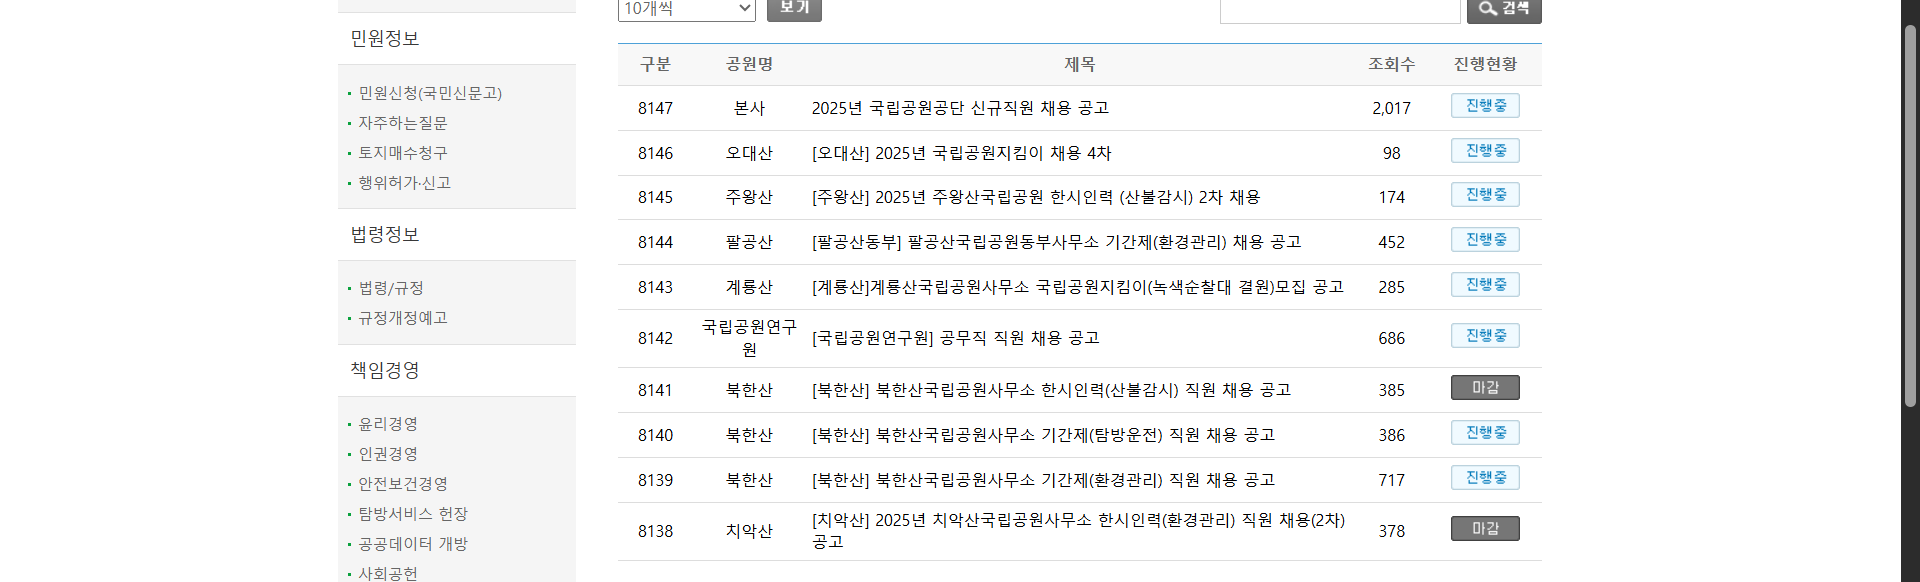 10개씩
보기
검색
민원정보
민원신청(국민신문고)
자주하는질문
토지매수청구
행위허가·신고
법령정보
법령/규정
규정개정예고
책임경영
윤리경영
인권경영
안전보건경영
탐방서비스 헌장
공공데이터 개방
사회공헌
구분 공원명 제목 조회수 진행현황
8147 본사 2025년 국립공원공단 신규직원 채용 공고 2,017 진행중
8146 오대산 [오대산] 2025년 국립공원지킴이 채용 4차 98 진행중
8145 주왕산 [주왕산] 2025년 주왕산국립공원 한시인력 (산불감시) 2차 채용 174 진행중
8144 팔공산 [팔공산동부] 팔공산국립공원동부사무소 기간제(환경관리) 채용 공고 452 진행중
8143 계룡산 [계룡산]계룡산국립공원사무소 국립공원지킴이(녹색순찰대 결원)모집 공고 285 진행중
8142 국립공원연구
원 [국립공원연구원] 공무직 직원 채용 공고 686 진행중
8141 북한산 [북한산] 북한산국립공원사무소 한시인력(산불감시) 직원 채용 공고 385 마감
8140 북한산 [북한산] 북한산국립공원사무소 기간제(탐방운전) 직원 채용 공고 386 진행중
8139 북한산 [북한산] 북한산국립공원사무소 기간제(환경관리) 직원 채용 공고 717 진행중
8138 치악산 [치악산] 2025년 치악산국립공원사무소 한시인력(환경관리) 직원 채용(2차)
공고 378 마감